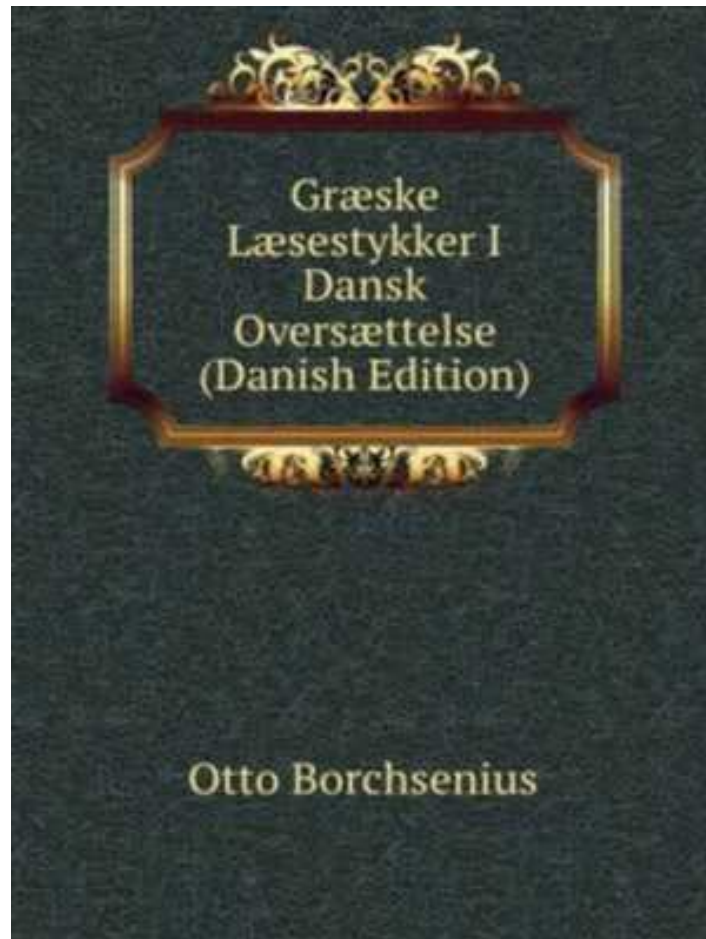 Græske
Læsestykker I
Dansk
Oversættelse
(Danish Edition)
Otto Borchsenius